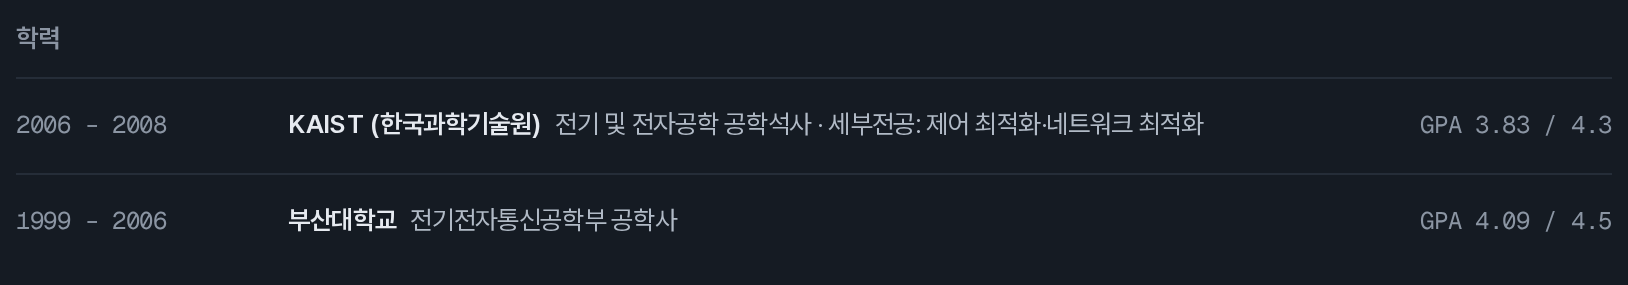 학력
2006 – 2008 KAIST (한국과학기술원) 전기 및 전자공학 공학석사 · 세부전공: 제어 최적화·네트워크 최적화 GPA 3.83 / 4.3
1999 – 2006 부산대학교 전기전자통신공학부 공학사 GPA 4.09 / 4.5